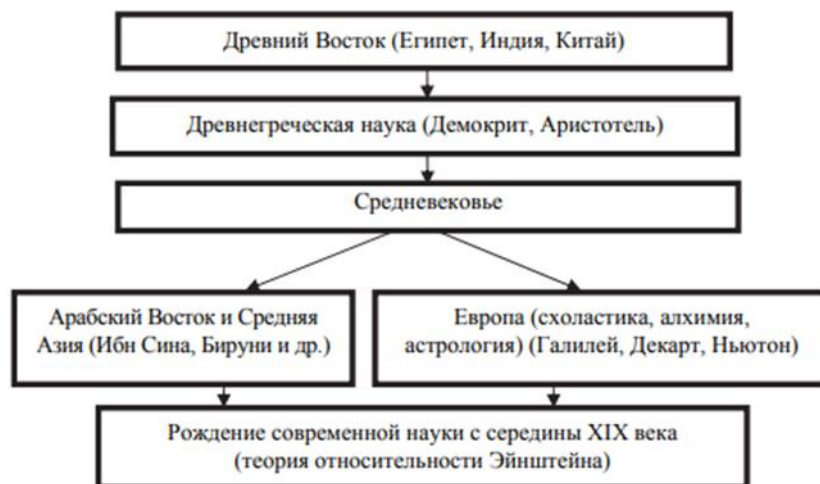 Древний Восток (Египет, Индия, Китай)
Древнегреческая наука (Демокрит, Аристотель)
Средневековье
Арабский Восток и Средняя
Азия (Ибн Сина, Бируни и др.)
Европа (схоластика, алхимия,
астрология) (Галилей, Декарт, Ньютон)
Рождение современной науки с середины XIX века
(теория относительности Эйнштейна)